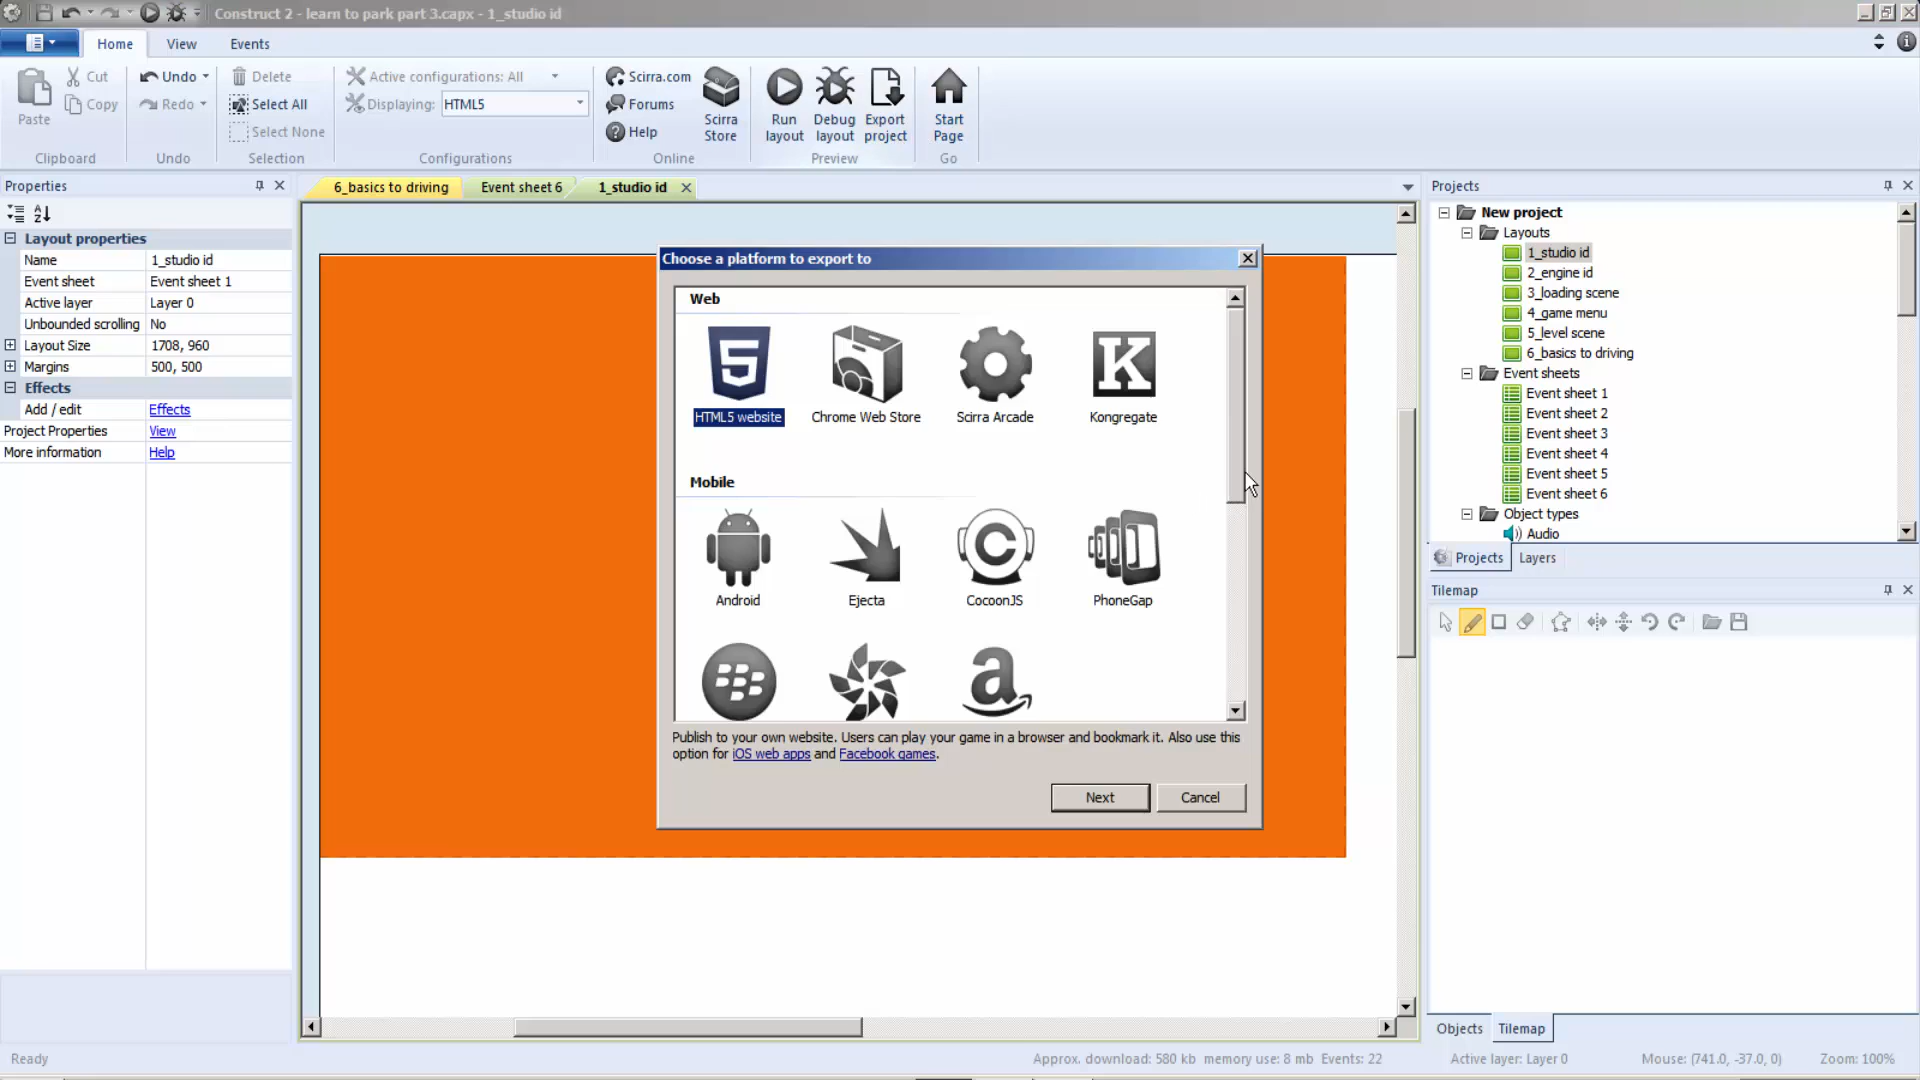 Construct 2 - learn to park part 3.capx - 1_studio id
Home View Events
Paste
Cut
Copy
Clipboard
Undo
Redo
Undo
Delete
Select All
Select None
Selection
Active configurations: All
Displaying: HTML5
Configurations
Scirra.com
Forums
Help
Scirra Store
Online
Run layout
Debug layout
Export project
Preview
Start Page
Go
Properties
Layout properties
Name 1_studio id
Event sheet Event sheet 1
Active layer Layer 0
Unbounded scrolling No
Layout Size 1708, 960
Margins 500, 500
Effects
Add / edit Effects
Project Properties View
More information Help
6_basics to driving Event sheet 6 1_studio id
Choose a platform to export to
Web
HTML5 website Chrome Web Store Scirra Arcade Kongregate
Mobile
Android Ejecta CocoonJS PhoneGap
Publish to your own website. Users can play your game in a browser and bookmark it. Also use this
option for iOS web apps and Facebook games.
Next Cancel
Projects
New project
Layouts
1_studio id
2_engine id
3_loading scene
4_game menu
5_level scene
6_basics to driving
Event sheets
Event sheet 1
Event sheet 2
Event sheet 3
Event sheet 4
Event sheet 5
Event sheet 6
Object types
Audio
Projects Layers
Tilemap
Objects Tilemap
Ready
Approx. download: 580 kb memory use: 8 mb Events: 22 Active layer: Layer 0 Mouse: (741.0, -37.0, 0) Zoom: 100%